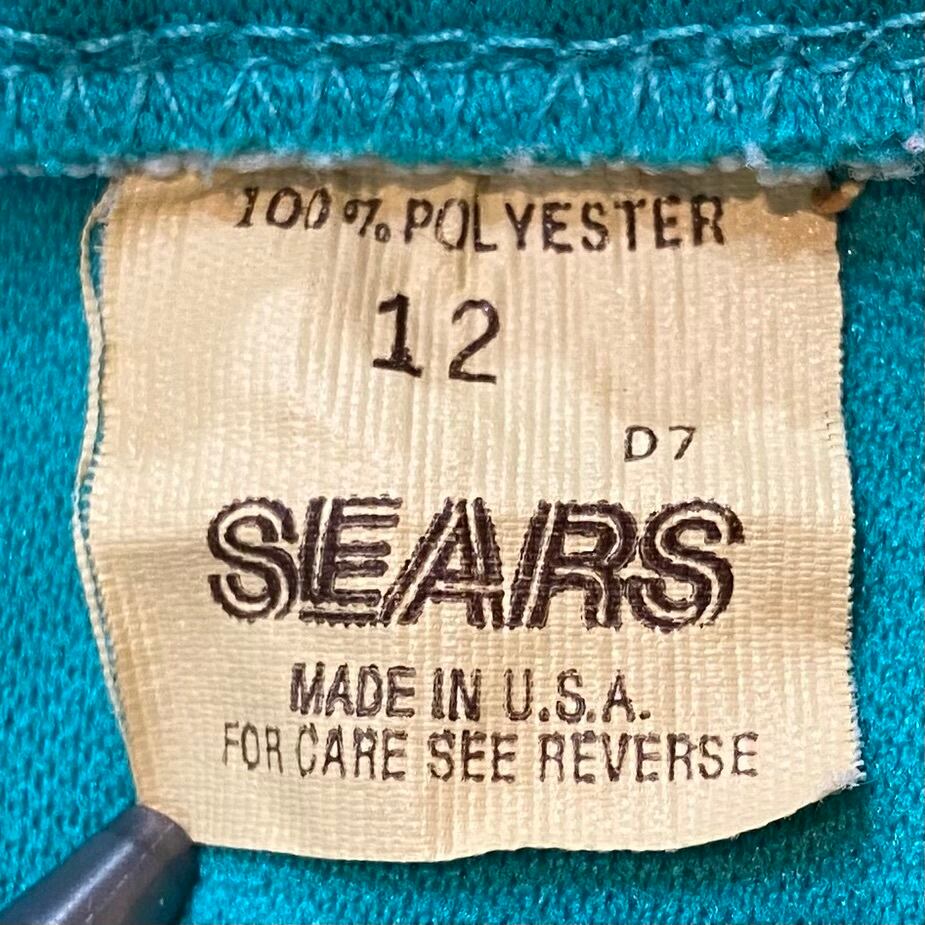 100% POLYESTER
12
D7
SEARS
MADE IN U.S.A.
FOR CARE SEE REVERSE